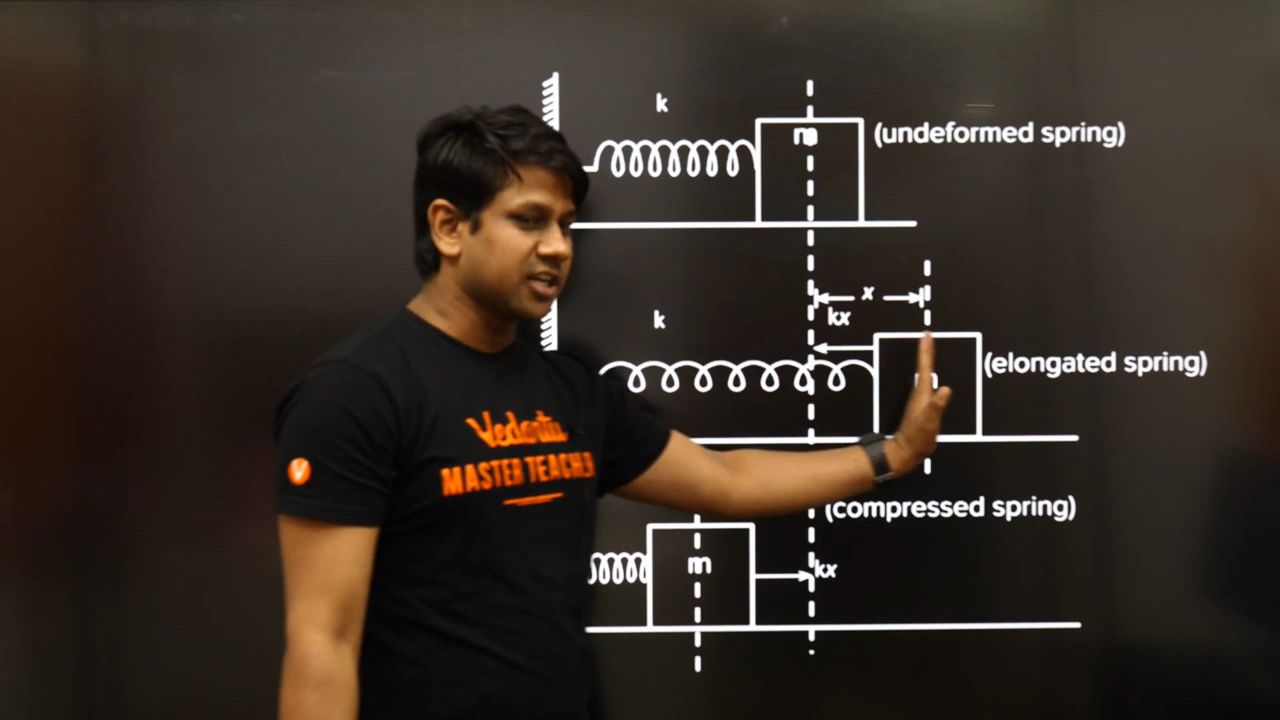 k
m
(undeformed spring)
x
kx
k
m
(elongated spring)
Vedantu
MASTER TEACHER
V
(compressed spring)
m
kx